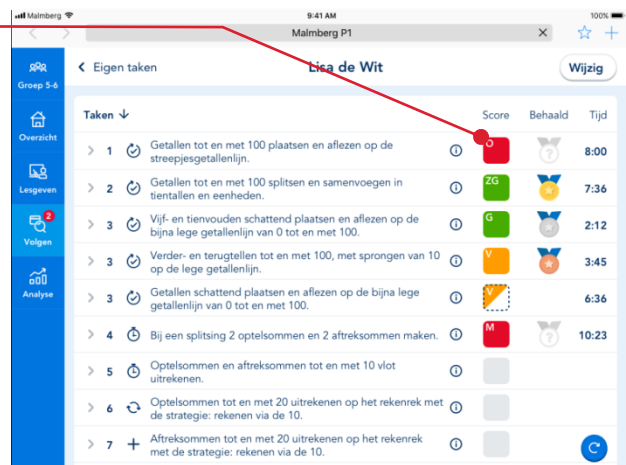 Malmberg 9:41 AM 100%
Malmberg P1
Groep 5-6
Eigen taken Lisa de Wit Wijzig
Taken Score Behaald Tijd
Overzicht
1 Getallen tot en met 100 plaatsen en aflezen op de
streepjesgetallenlijn.
O ? 8:00
Lesgeven
2 Getallen tot en met 100 splitsen en samenvoegen in
tientallen en eenheden.
ZG 7:36
2
Volgen
3 Vijf- en tienvouden schattend plaatsen en aflezen op de
bijna lege getallenlijn van 0 tot en met 100.
G 2:12
3 Verder- en terugtellen tot en met 100, met sprongen van 10
op de lege getallenlijn.
V 3:45
Analyse
3 Getallen schattend plaatsen en aflezen op de bijna lege
getallenlijn van 0 tot en met 100.
V 6:36
4 Bij een splitsing 2 optelsommen en 2 aftreksommen maken. M ? 10:23
5 Optelsommen en aftreksommen tot en met 10 vlot
uitrekenen.
6 Optelsommen tot en met 20 uitrekenen op het rekenrek met
de strategie: rekenen via de 10.
7 Aftreksommen tot en met 20 uitrekenen op het rekenrek
met de strategie: rekenen via de 10.